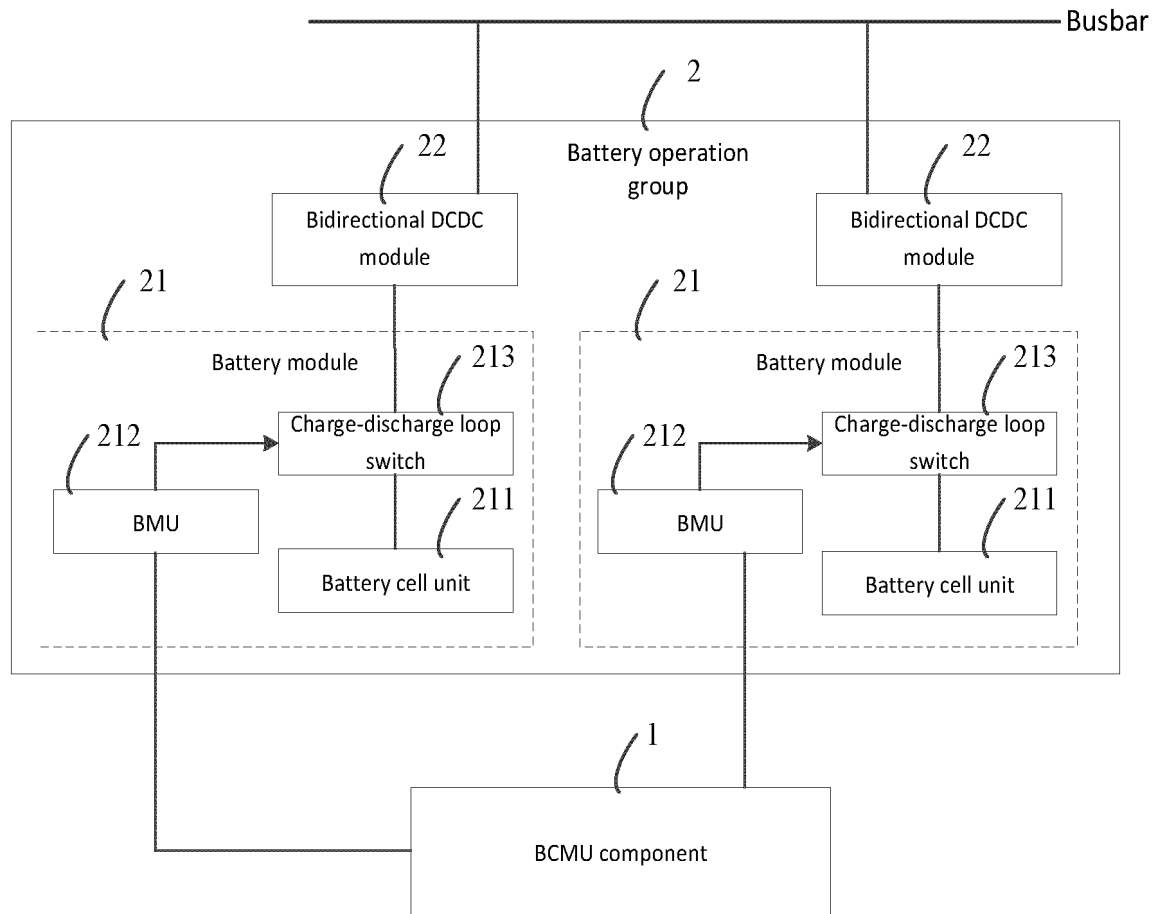 Busbar
2
Battery operation
group
22
Bidirectional DCDC
module
22
Bidirectional DCDC
module
21
Battery module
213
Charge-discharge loop
switch
212
BMU
211
Battery cell unit
21
Battery module
213
Charge-discharge loop
switch
212
BMU
211
Battery cell unit
1
BCMU component